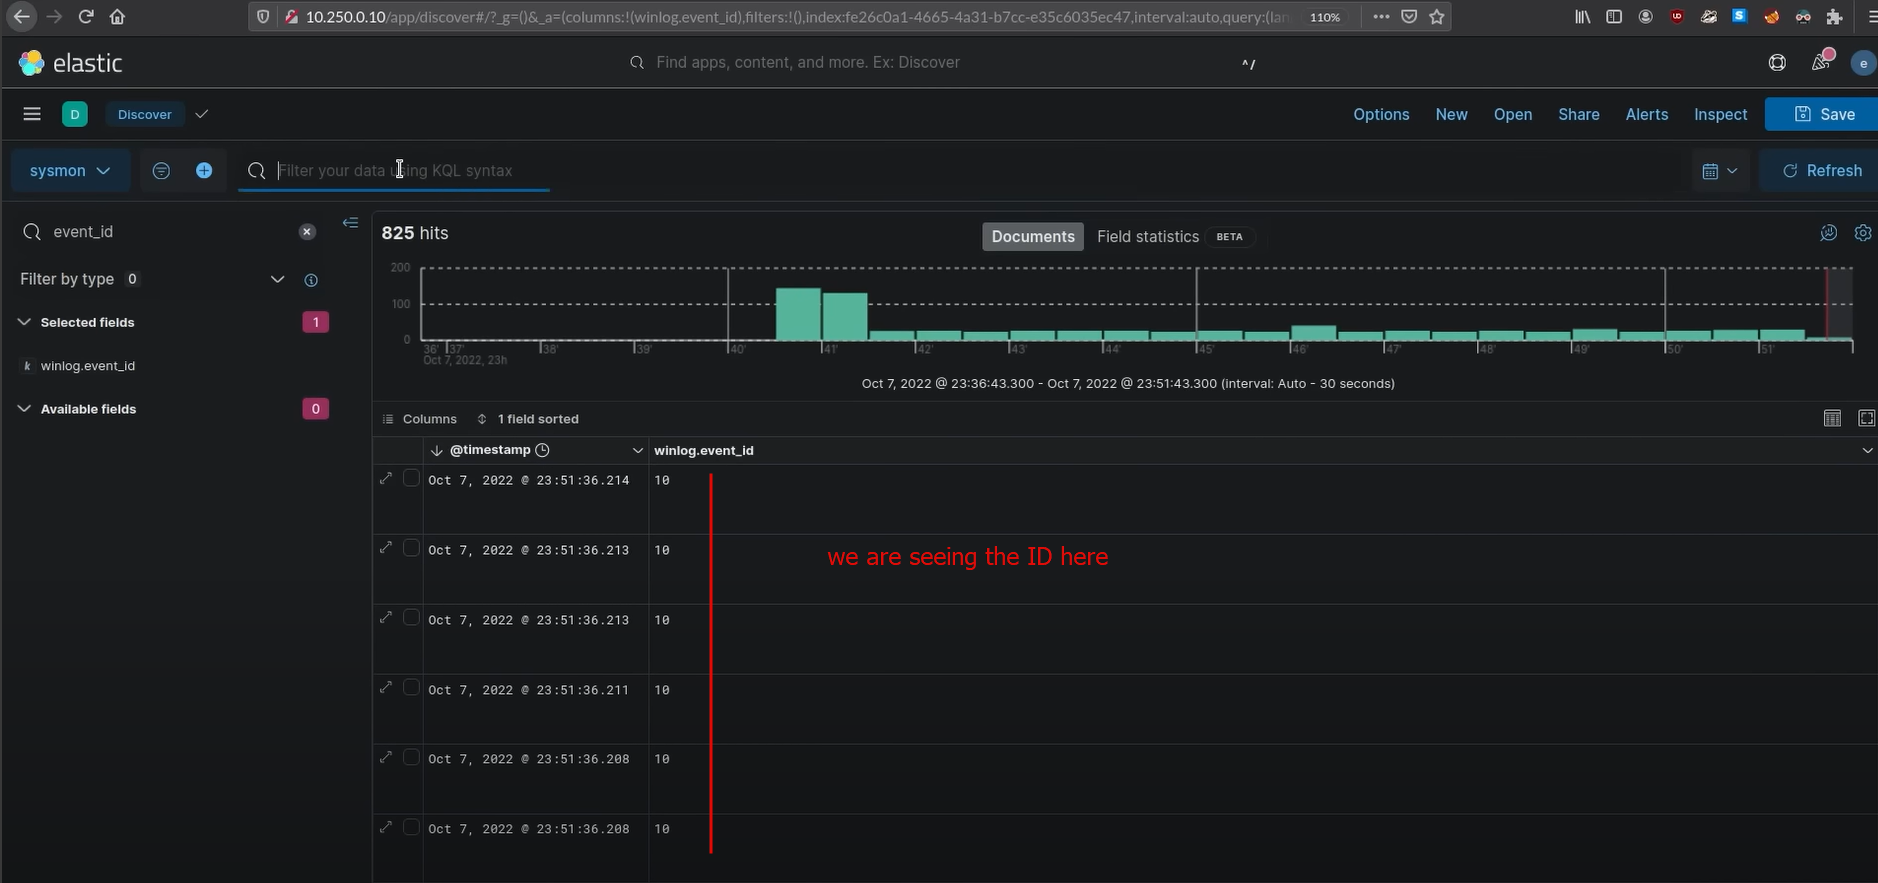 10.250.0.10/app/discover#/?_g=()&_a=(columns:!(winlog.event_id),filters:!(),index:fe26c0a1-4665-4a31-b7cc-e35c6035ec47,interval:auto,query:(lan
110%
elastic
Find apps, content, and more. Ex: Discover
^/
e
D
Discover
Options
New
Open
Share
Alerts
Inspect
Save
sysmon
Filter your data using KQL syntax
Refresh
event_id
825 hits
Documents
Field statistics
BETA
Filter by type 0
200
100
0
36' 37' 38' 39' 40' 41' 42' 43' 44' 45' 46' 47' 48' 49' 50' 51'
Oct 7, 2022, 23h
Selected fields
1
k winlog.event_id
Available fields
0
Oct 7, 2022 @ 23:36:43.300 - Oct 7, 2022 @ 23:51:43.300 (interval: Auto - 30 seconds)
Columns
1 field sorted
@timestamp
winlog.event_id
Oct 7, 2022 @ 23:51:36.214 10
Oct 7, 2022 @ 23:51:36.213 10
we are seeing the ID here
Oct 7, 2022 @ 23:51:36.213 10
Oct 7, 2022 @ 23:51:36.211 10
Oct 7, 2022 @ 23:51:36.208 10
Oct 7, 2022 @ 23:51:36.208 10